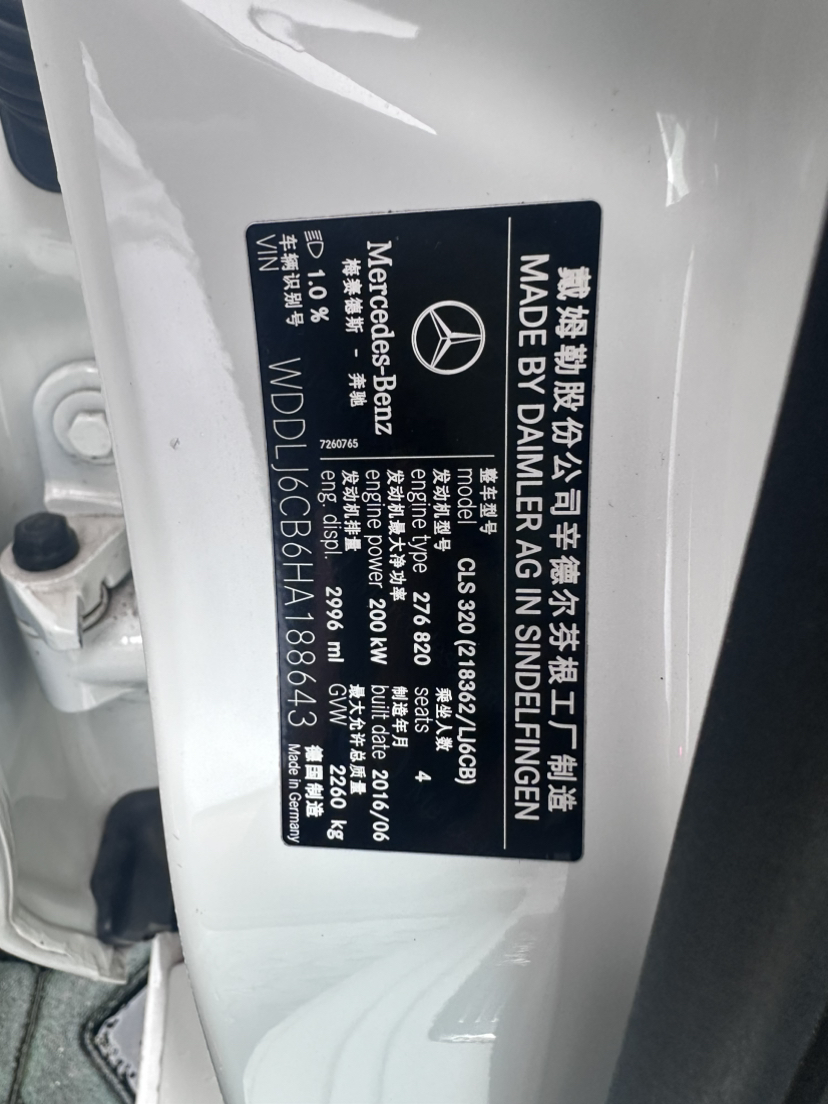 戴姆勒股份公司辛德尔芬根工厂制造
MADE BY DAIMLER AG IN SINDELFINGEN
Mercedes-Benz
梅赛德斯 - 奔驰
7260765
整车型号
model CLS 320 (218362/LJ6CB)
发动机型号 乘坐人数
engine type 276 820 seats 4
发动机最大净功率 制造年月
engine power 200 kW built date 2016/06
发动机排量 最大允许总质量
eng. displ. 2996 ml GVW 2260 kg
1.0 %
车辆识别号 德国制造
VIN WDDLJ6CB6HA188643 Made in Germany